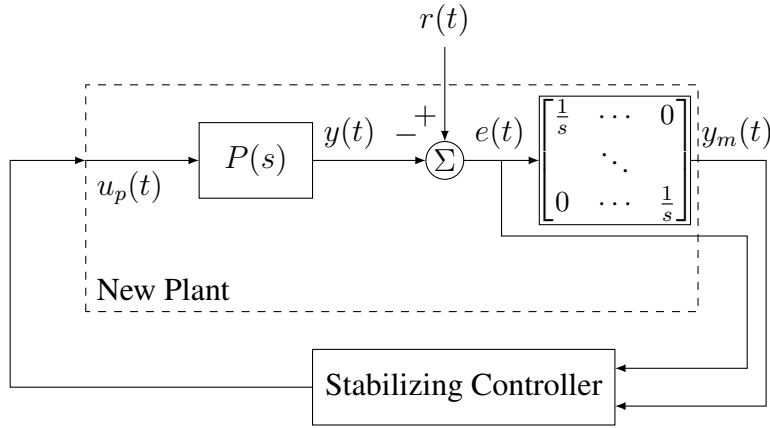 r(t)
+
−
y(t)
e(t)
y_m(t)
P(s)
Σ
u_p(t)
1/s ⋯ 0
⋱
0 ⋯ 1/s
New Plant
Stabilizing Controller